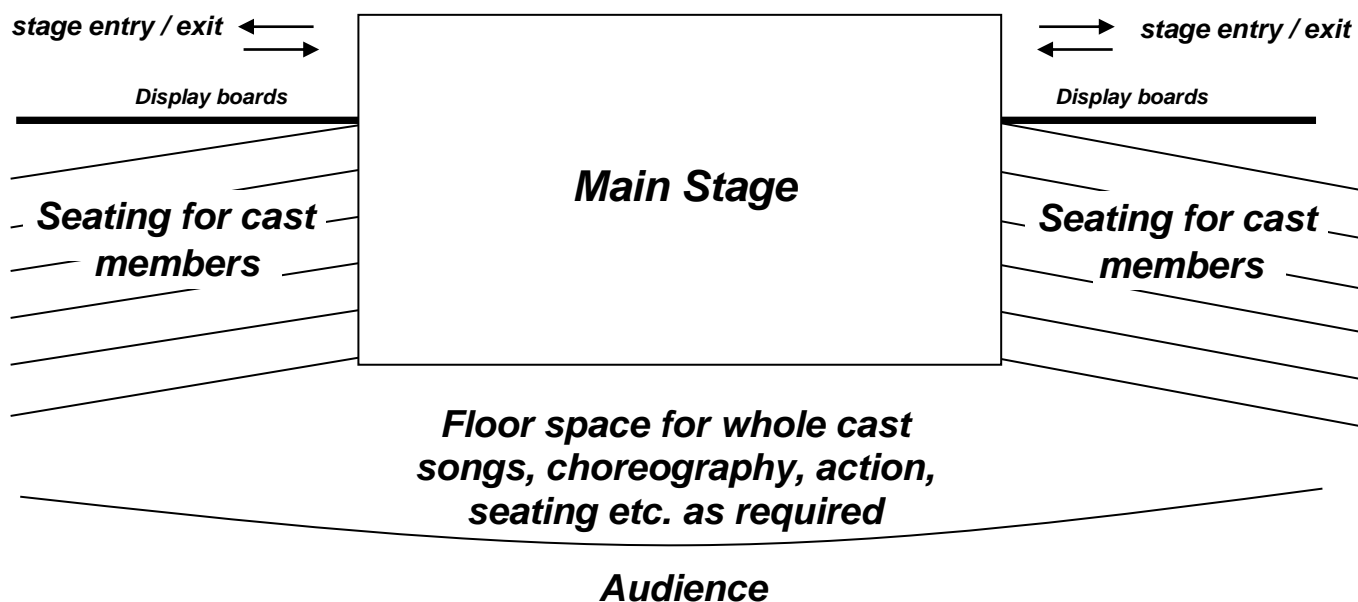 stage entry / exit
stage entry / exit
Display boards
Display boards
Main Stage
Seating for cast
members
Seating for cast
members
Floor space for whole cast
songs, choreography, action,
seating etc. as required
Audience